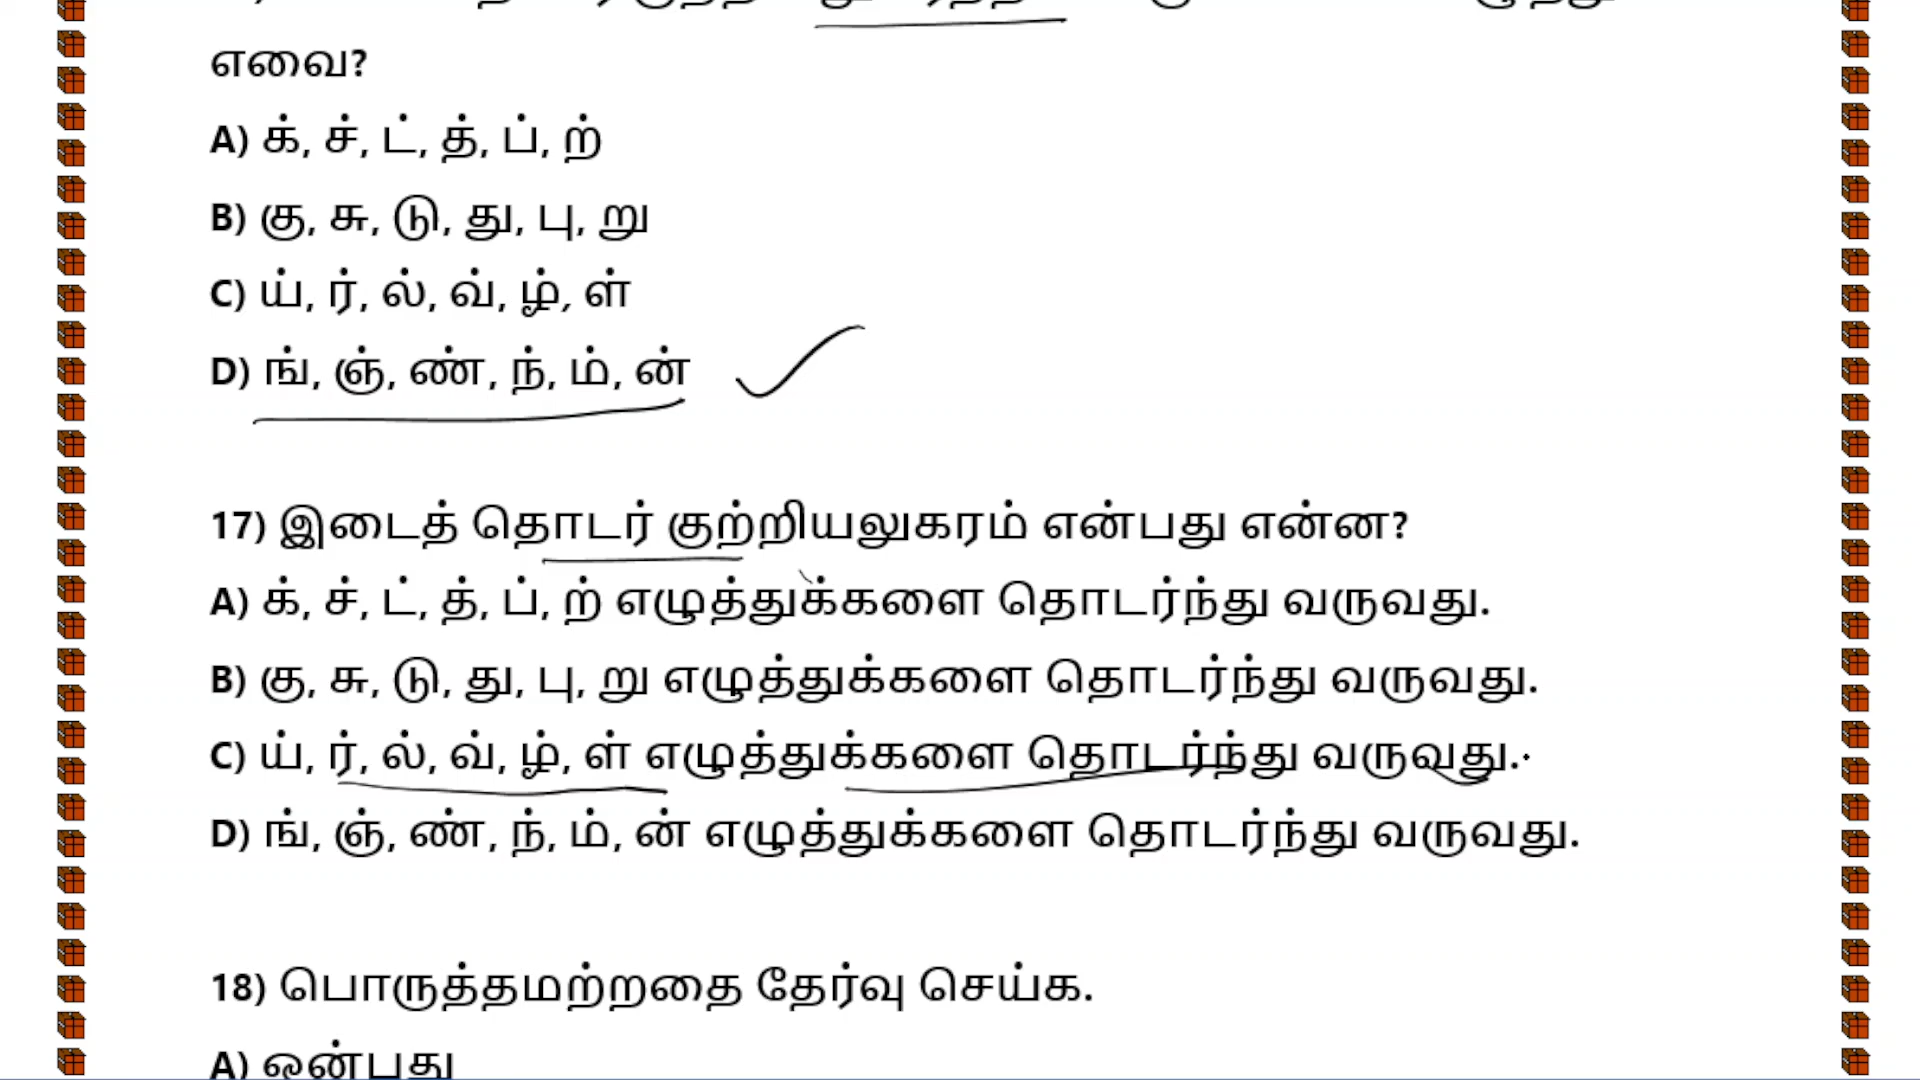 எவை?
A) க், ச், ட், த், ப், ற்
B) கு, சு, டு, து, பு, று
C) ய், ர், ல், வ், ழ், ள்
D) ங், ஞ், ண், ந், ம், ன்
17) இடைத் தொடர் குற்றியலுகரம் என்பது என்ன?
A) க், ச், ட், த், ப், ற் எழுத்துக்களை தொடர்ந்து வருவது.
B) கு, சு, டு, து, பு, று எழுத்துக்களை தொடர்ந்து வருவது.
C) ய், ர், ல், வ், ழ், ள் எழுத்துக்களை தொடர்ந்து வருவது.
D) ங், ஞ், ண், ந், ம், ன் எழுத்துக்களை தொடர்ந்து வருவது.
18) பொருத்தமற்றதை தேர்வு செய்க.
A) ஒன்பது